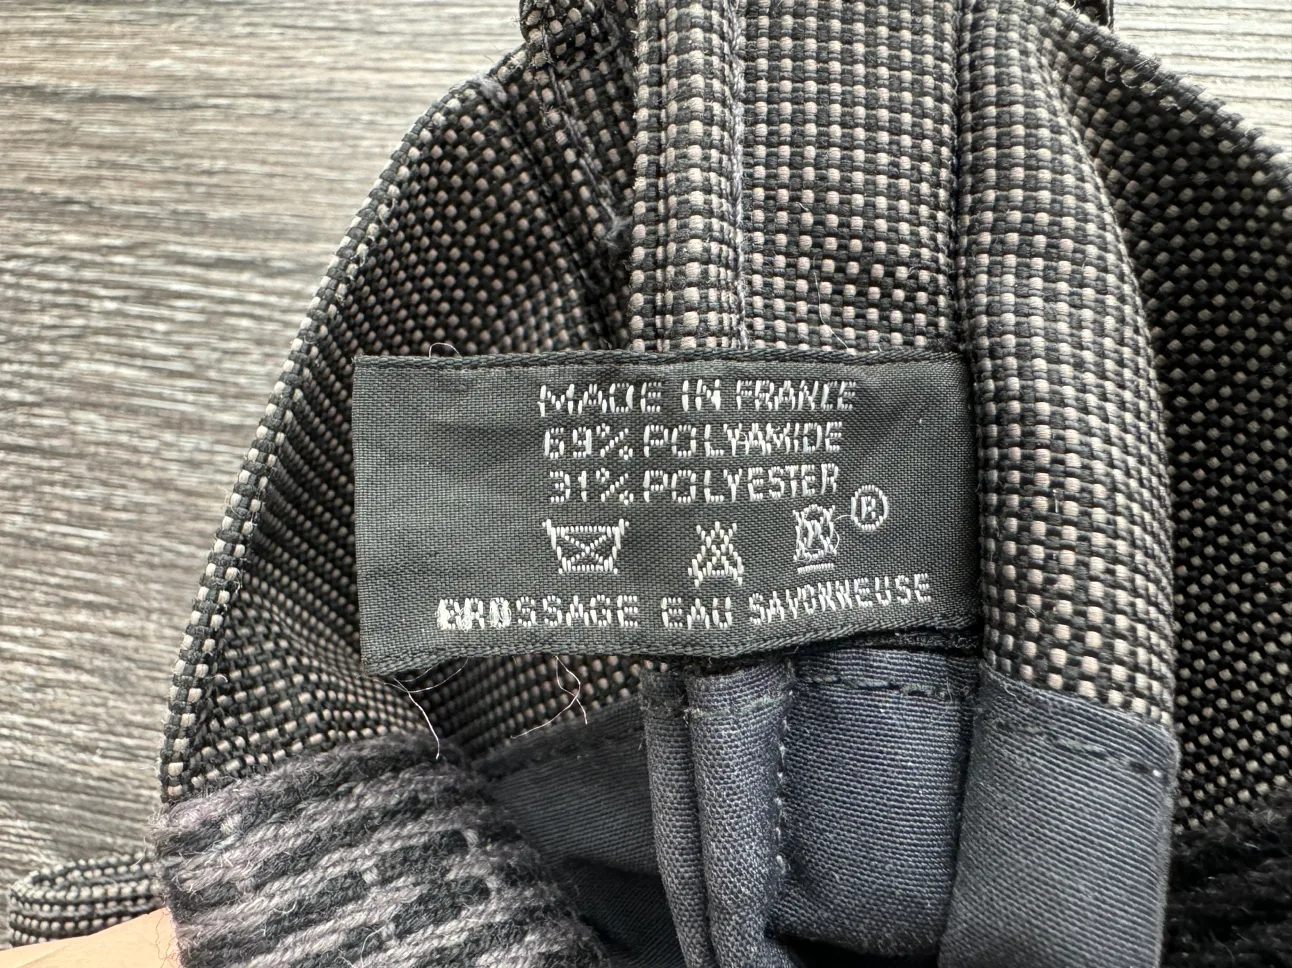 MADE IN FRANCE
69% POLYAMIDE
31% POLYESTER
®
BROSSAGE EAU SAVONNEUSE